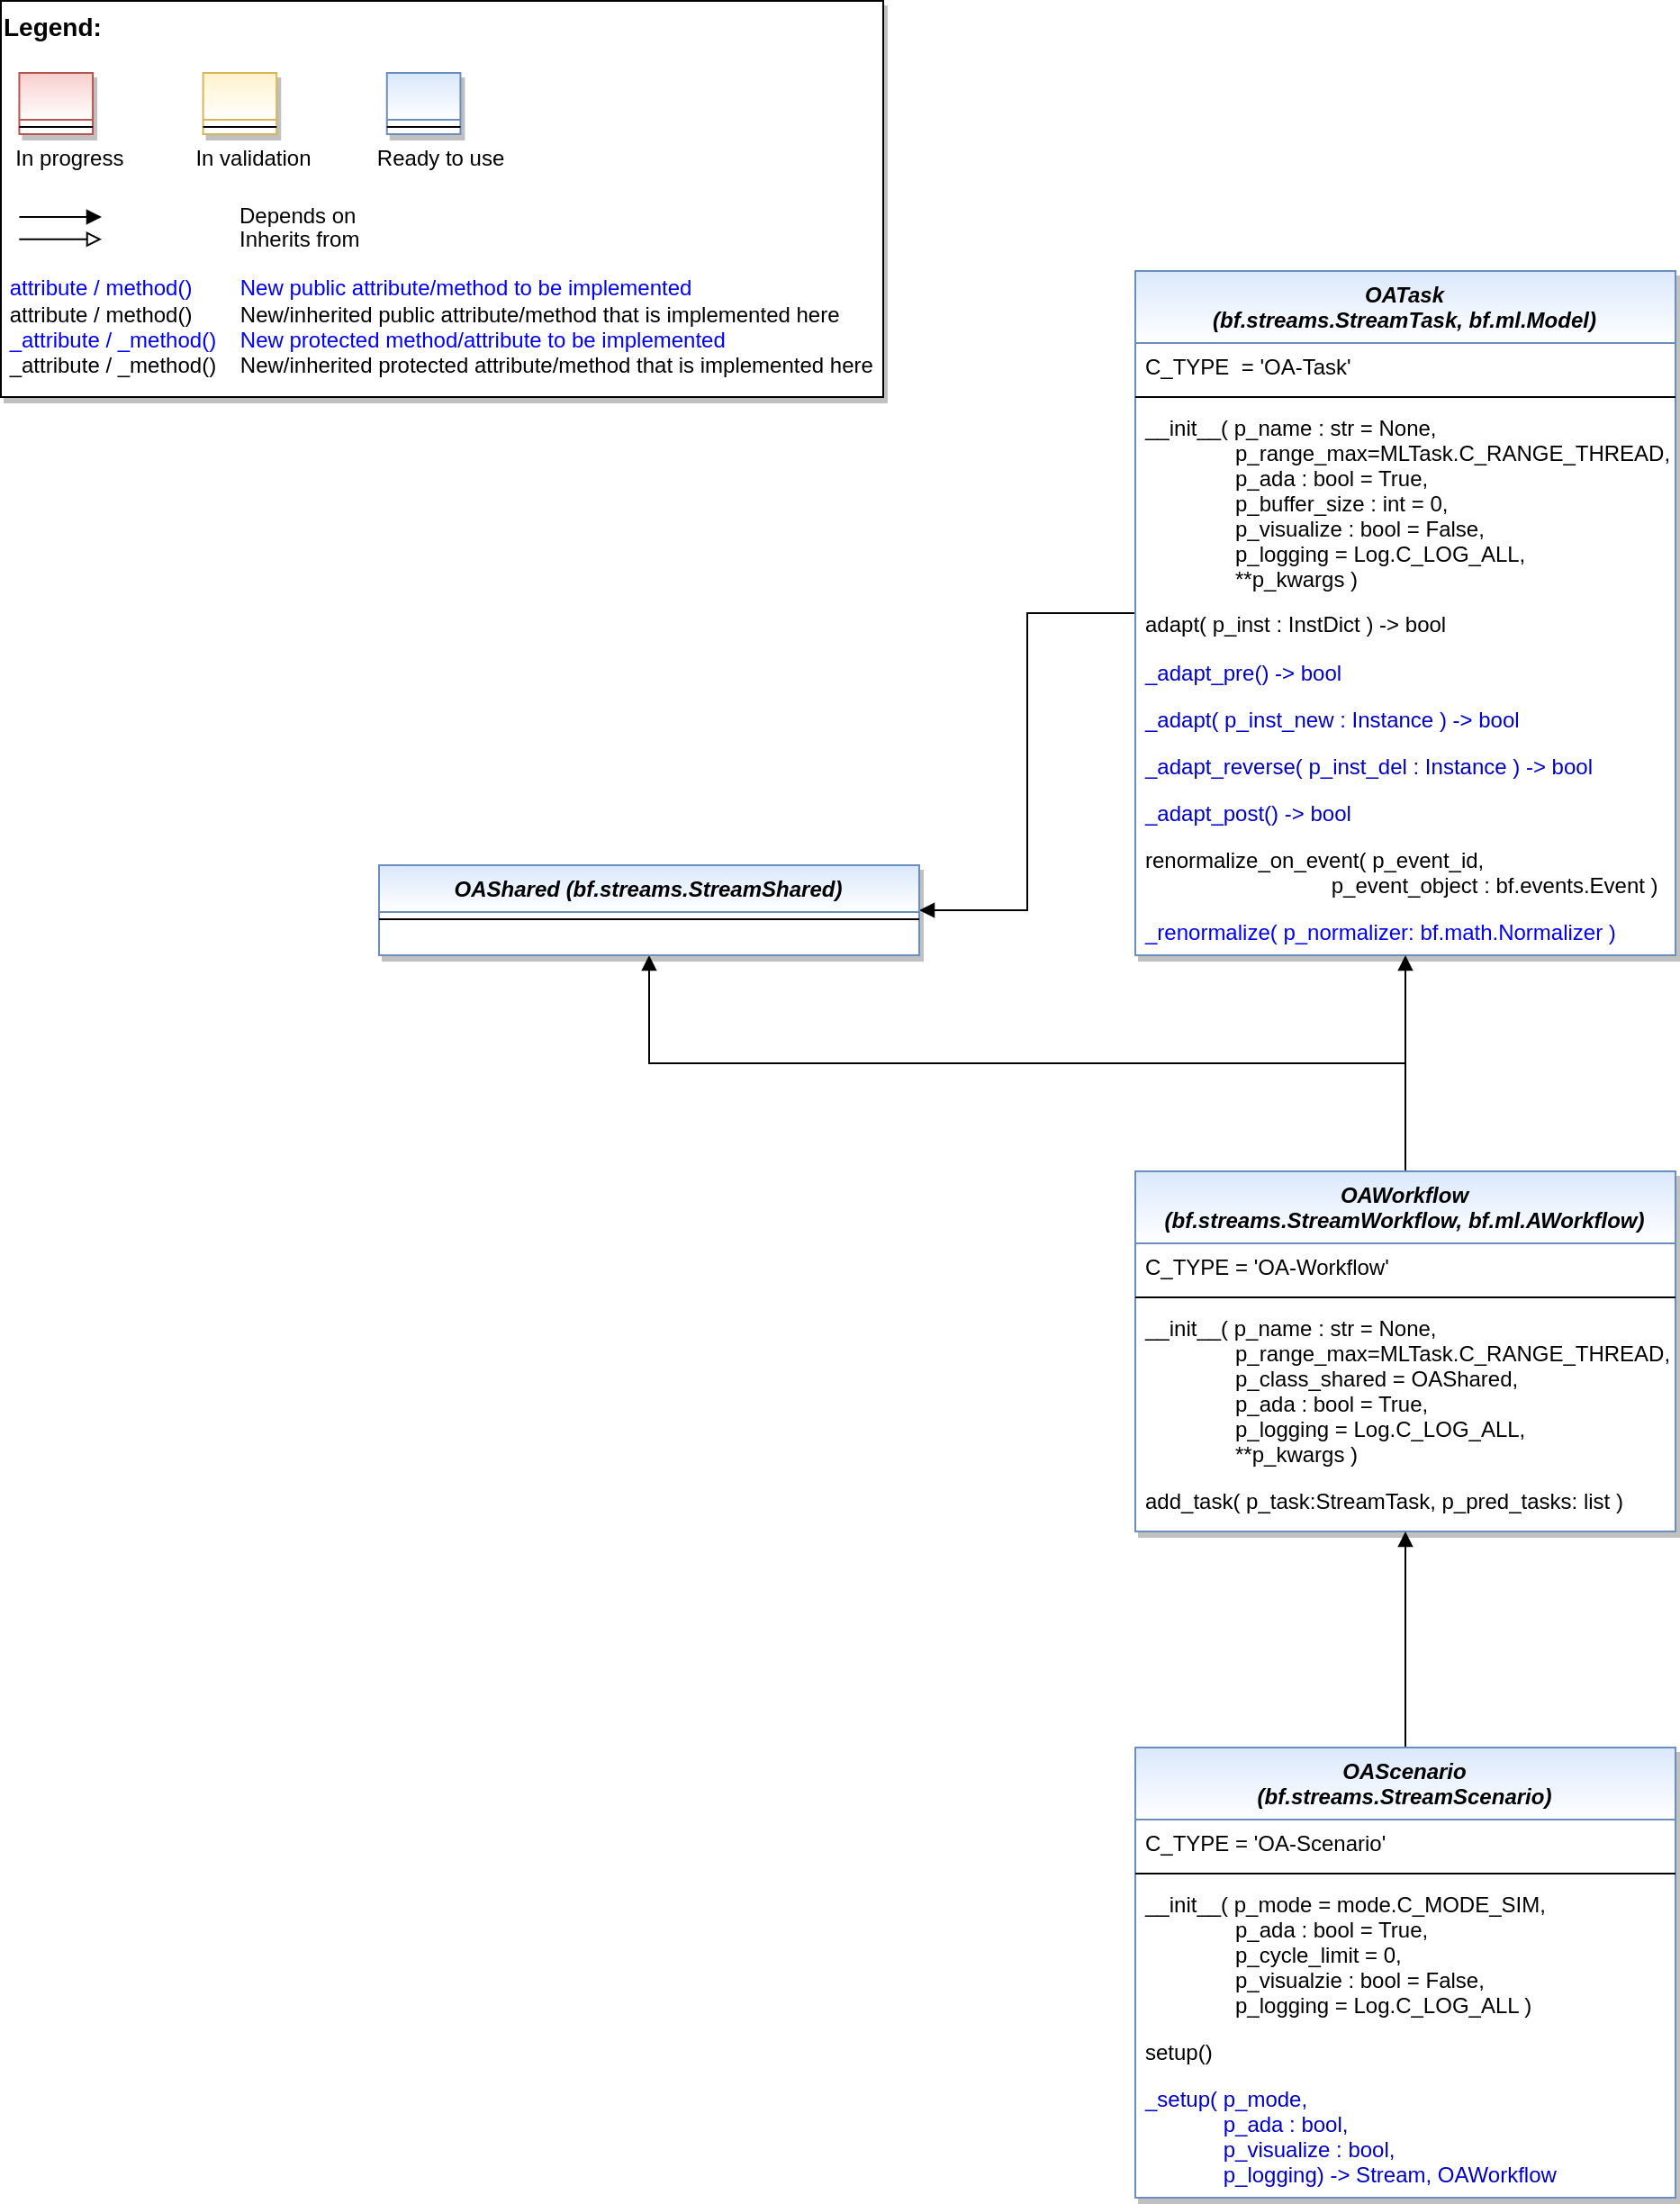 Legend:
In progress
In validation
Ready to use
Depends on
Inherits from
attribute / method() New public attribute/method to be implemented
attribute / method() New/inherited public attribute/method that is implemented here
_attribute / _method() New protected method/attribute to be implemented
_attribute / _method() New/inherited protected attribute/method that is implemented here
OATask
(bf.streams.StreamTask, bf.ml.Model)
C_TYPE = 'OA-Task'
__init__( p_name : str = None,
p_range_max=MLTask.C_RANGE_THREAD,
p_ada : bool = True,
p_buffer_size : int = 0,
p_visualize : bool = False,
p_logging = Log.C_LOG_ALL,
**p_kwargs )
adapt( p_inst : InstDict ) -> bool
_adapt_pre() -> bool
_adapt( p_inst_new : Instance ) -> bool
_adapt_reverse( p_inst_del : Instance ) -> bool
_adapt_post() -> bool
renormalize_on_event( p_event_id,
p_event_object : bf.events.Event )
_renormalize( p_normalizer: bf.math.Normalizer )
OAShared (bf.streams.StreamShared)
OAWorkflow
(bf.streams.StreamWorkflow, bf.ml.AWorkflow)
C_TYPE = 'OA-Workflow'
__init__( p_name : str = None,
p_range_max=MLTask.C_RANGE_THREAD,
p_class_shared = OAShared,
p_ada : bool = True,
p_logging = Log.C_LOG_ALL,
**p_kwargs )
add_task( p_task:StreamTask, p_pred_tasks: list )
OAScenario
(bf.streams.StreamScenario)
C_TYPE = 'OA-Scenario'
__init__( p_mode = mode.C_MODE_SIM,
p_ada : bool = True,
p_cycle_limit = 0,
p_visualzie : bool = False,
p_logging = Log.C_LOG_ALL )
setup()
_setup( p_mode,
p_ada : bool,
p_visualize : bool,
p_logging) -> Stream, OAWorkflow